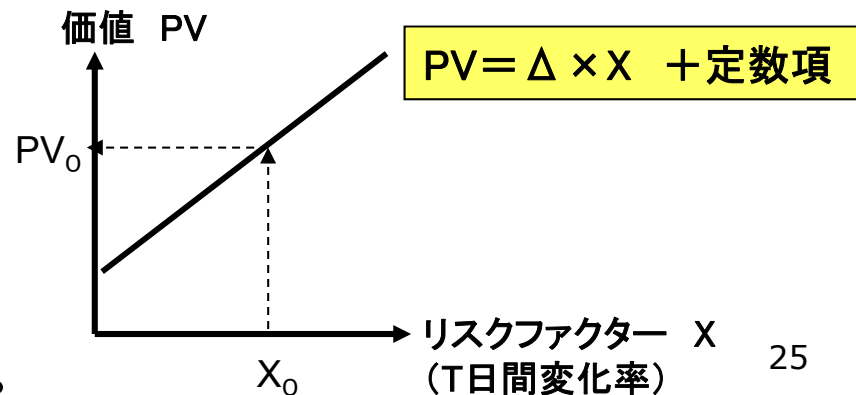 価値 PV
PV=Δ×X +定数項
PV₀
リスクファクター X
(T日間変化率)
X₀
25
。